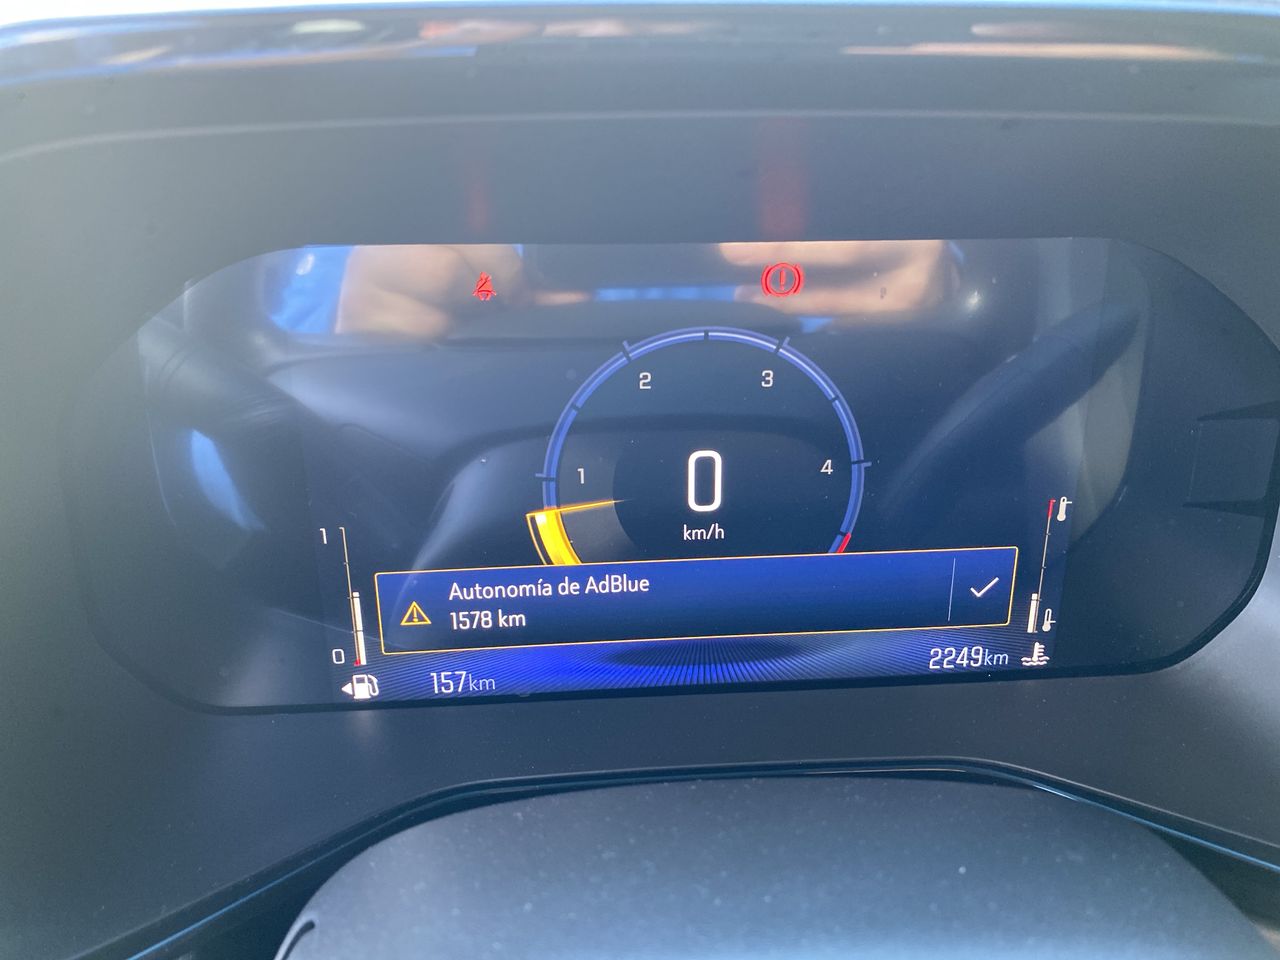 2
3
1
4
0
km/h
1
Autonomía de AdBlue
1578 km
0
157km
2249km